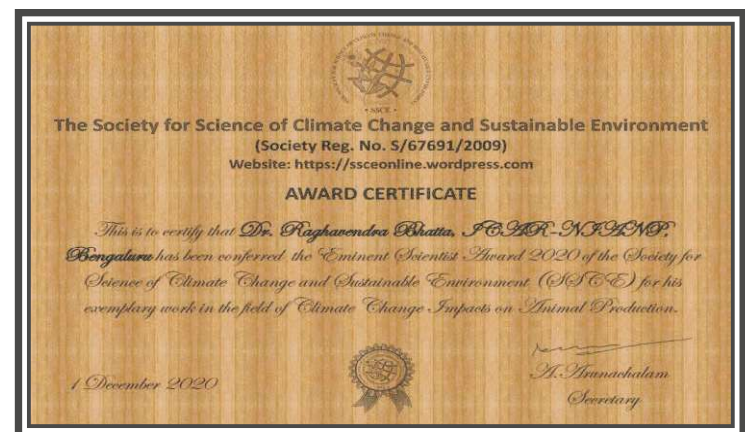 • SSCE •
The Society for Science of Climate Change and Sustainable Environment
(Society Reg. No. S/67691/2009)
Website: https://ssceonline.wordpress.com
AWARD CERTIFICATE
This is to certify that Dr. Raghavendra Bhatta, ICAR-NIANP,
Bengaluru has been conferred the Eminent Scientist Award 2020 of the Society for
Science of Climate Change and Sustainable Environment (SSCE) for his
exemplary work in the field of Climate Change Impacts on Animal Production.
1 December 2020
A. Arunachalam
Secretary